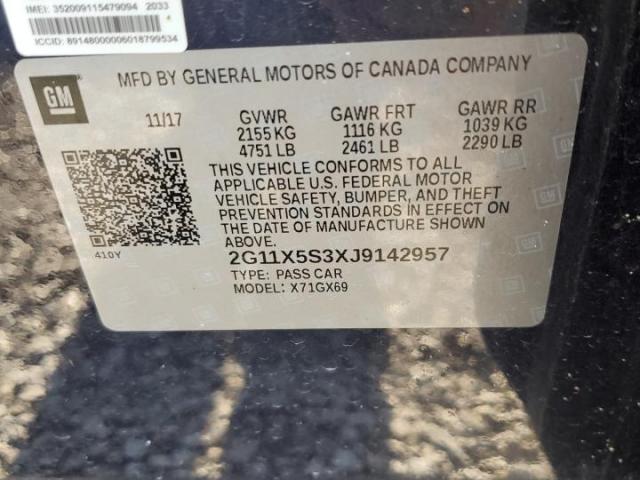 IMEI: 352009115479094 2033
ICCID: 89148000006018799534
GM
MFD BY GENERAL MOTORS OF CANADA COMPANY
11/17 GVWR GAWR FRT GAWR RR
2155 KG 1116 KG 1039 KG
4751 LB 2461 LB 2290 LB
THIS VEHICLE CONFORMS TO ALL
APPLICABLE U.S. FEDERAL MOTOR
VEHICLE SAFETY, BUMPER, AND THEFT
PREVENTION STANDARDS IN EFFECT ON
THE DATE OF MANUFACTURE SHOWN
ABOVE.
410Y
2G11X5S3XJ9142957
TYPE: PASS CAR
MODEL: X71GX69